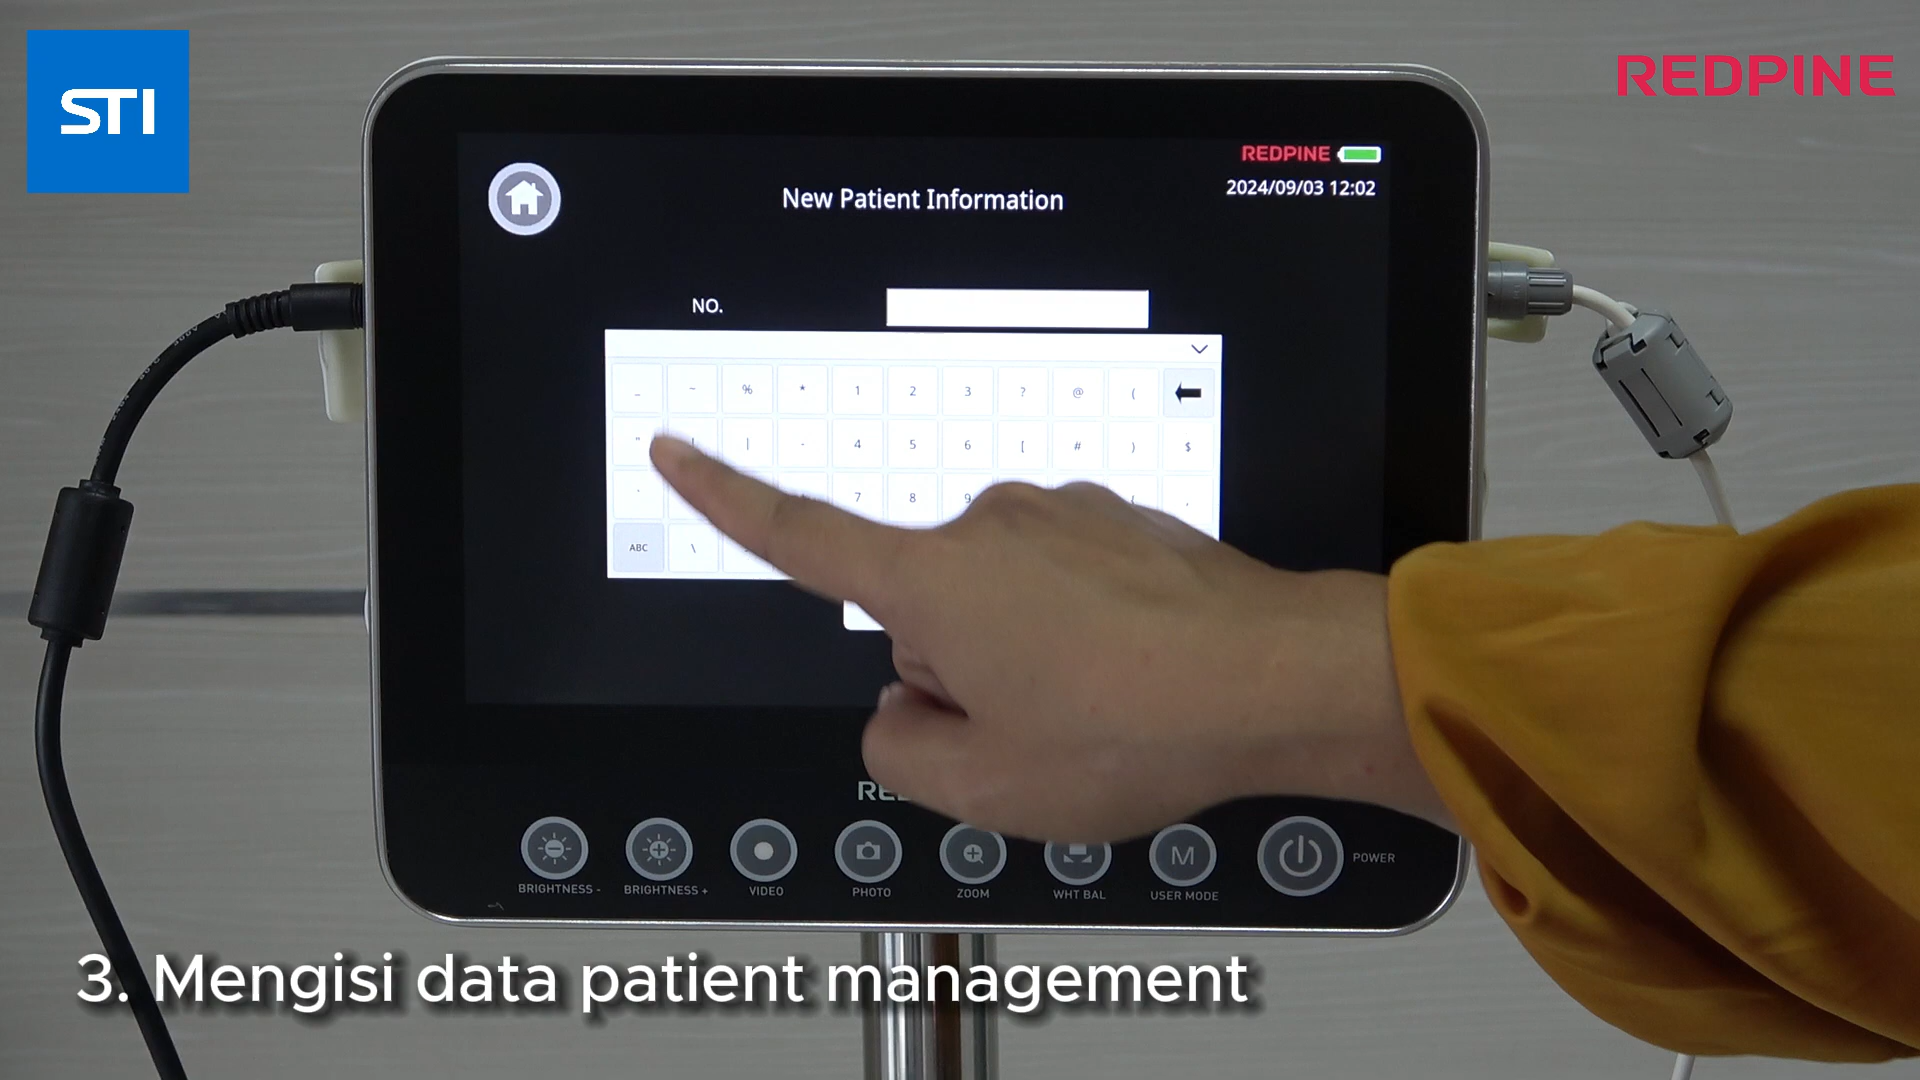 STI
REDPINE
REDPINE
2024/09/03 12:02
New Patient Information
NO.
_ ~ % * 1 2 3 ? @ (
" | - 4 5 6 [ # ) $
7 8 9
ABC \
BRIGHTNESS -
BRIGHTNESS +
VIDEO
PHOTO
ZOOM
WHT BAL
M
USER MODE
POWER
3. Mengisi data patient management